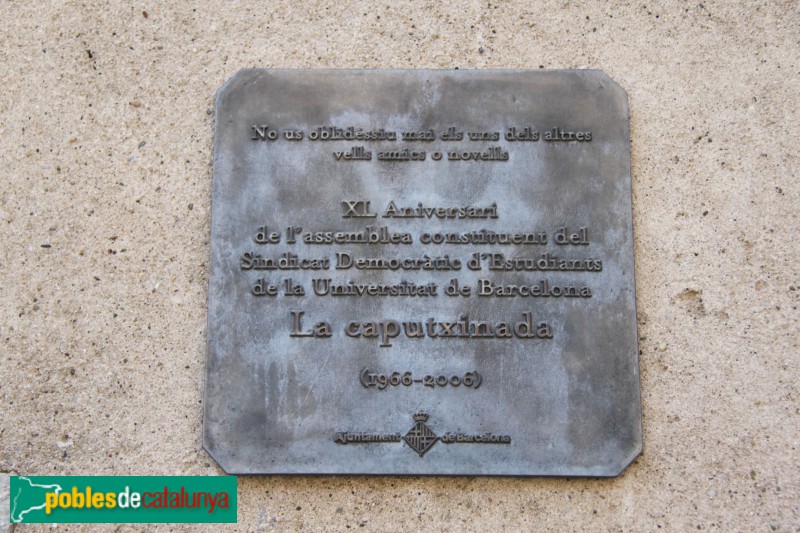 No us oblidéssiu mai els uns dels altres
vells amics o novells
XL Aniversari
de l'assemblea constituent del
Sindicat Democràtic d'Estudiants
de la Universitat de Barcelona
La caputxinada
(1966-2006)
Ajuntament de Barcelona
poblesdecatalunya